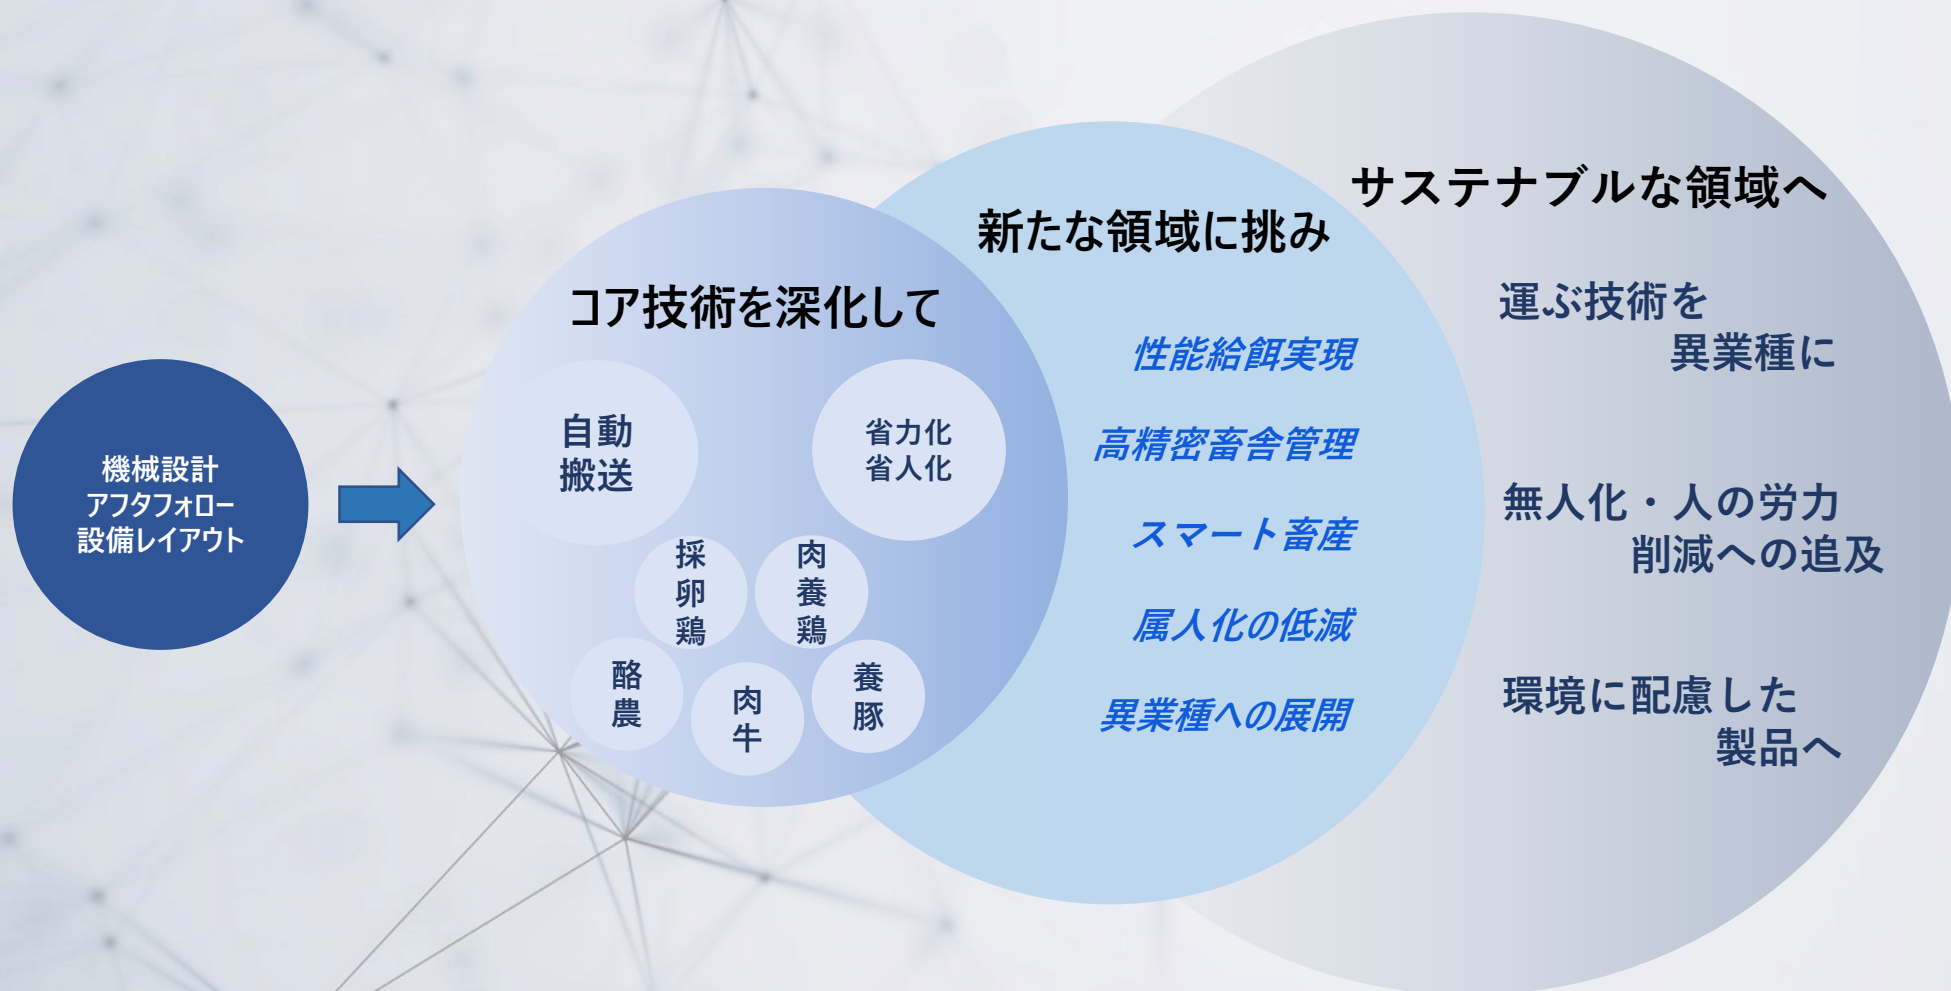 機械設計
アフタフォロー
設備レイアウト
コア技術を深化して
自動
搬送
省力化
省人化
採卵鶏
肉養鶏
酪農
肉牛
養豚
新たな領域に挑み
性能給餌実現
高精密畜舎管理
スマート畜産
属人化の低減
異業種への展開
サステナブルな領域へ
運ぶ技術を
異業種に
無人化・人の労力
削減への追及
環境に配慮した
製品へ